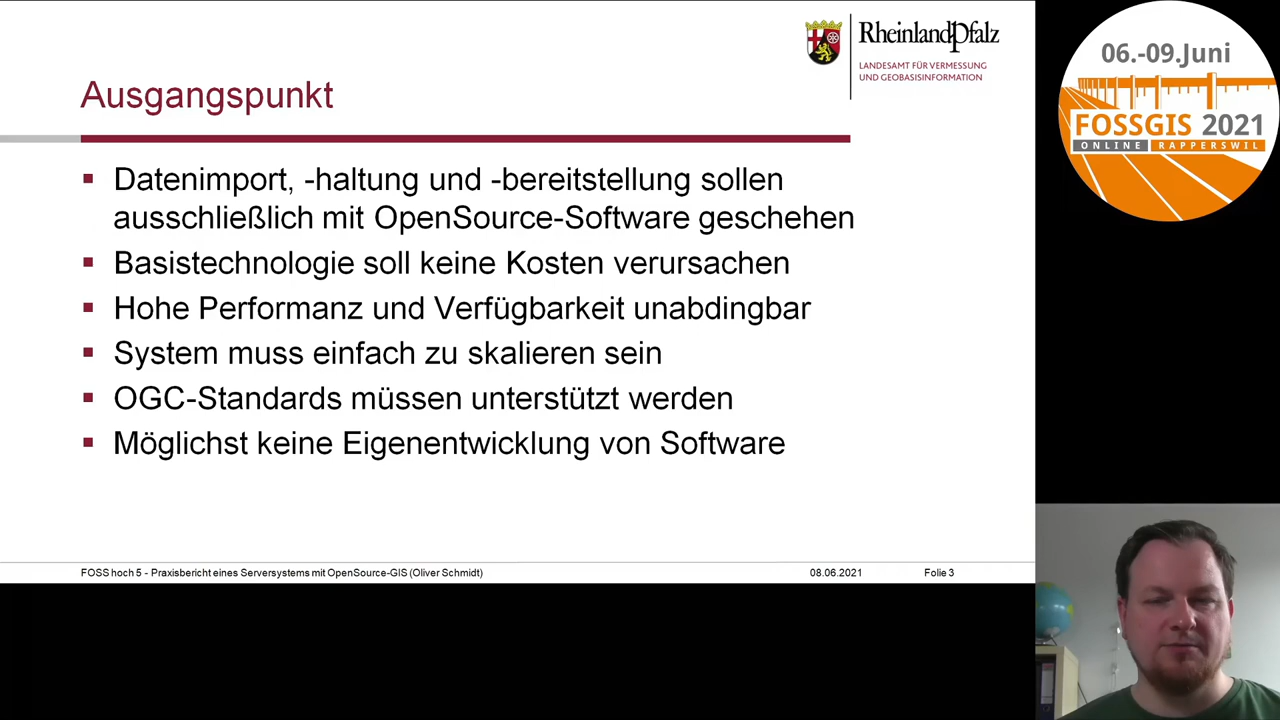 RheinlandPfalz
LANDESAMT FÜR VERMESSUNG
UND GEOBASISINFORMATION
06.-09.Juni
FOSSGIS 2021
ONLINE RAPPERSWIL
Ausgangspunkt
Datenimport, -haltung und -bereitstellung sollen
ausschließlich mit OpenSource-Software geschehen
Basistechnologie soll keine Kosten verursachen
Hohe Performanz und Verfügbarkeit unabdingbar
System muss einfach zu skalieren sein
OGC-Standards müssen unterstützt werden
Möglichst keine Eigenentwicklung von Software
FOSS hoch 5 - Praxisbericht eines Serversystems mit OpenSource-GIS (Oliver Schmidt) 08.06.2021 Folie 3